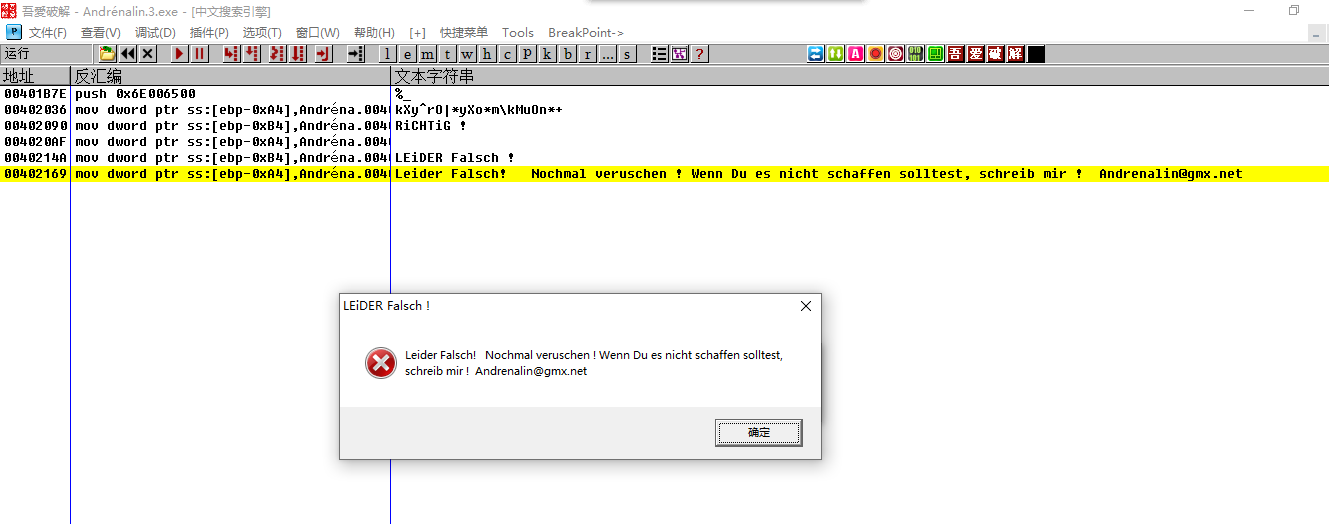 吾愛破解 - Andrénalin.3.exe - [中文搜索引擎]
文件(F) 查看(V) 调试(D) 插件(P) 选项(T) 窗口(W) 帮助(H) [+] 快捷菜单 Tools BreakPoint->
运行 l e m t w h c P k b r ... s ? A 吾 爱 破 解
地址 反汇编 文本字符串
00401B7E push 0x6E006500 %_
00402036 mov dword ptr ss:[ebp-0xA4],Andréna.004 kXy^rO|*yXo*m\kMuOn*+
00402090 mov dword ptr ss:[ebp-0xB4],Andréna.004 RiCHTiG !
004020AF mov dword ptr ss:[ebp-0xA4],Andréna.004
0040214A mov dword ptr ss:[ebp-0xB4],Andréna.004 LEiDER Falsch !
00402169 mov dword ptr ss:[ebp-0xA4],Andréna.004 Leider Falsch! Nochmal veruschen ! Wenn Du es nicht schaffen solltest, schreib mir ! Andrenalin@gmx.net
LEiDER Falsch !
Leider Falsch! Nochmal veruschen ! Wenn Du es nicht schaffen solltest,
schreib mir ! Andrenalin@gmx.net
确定